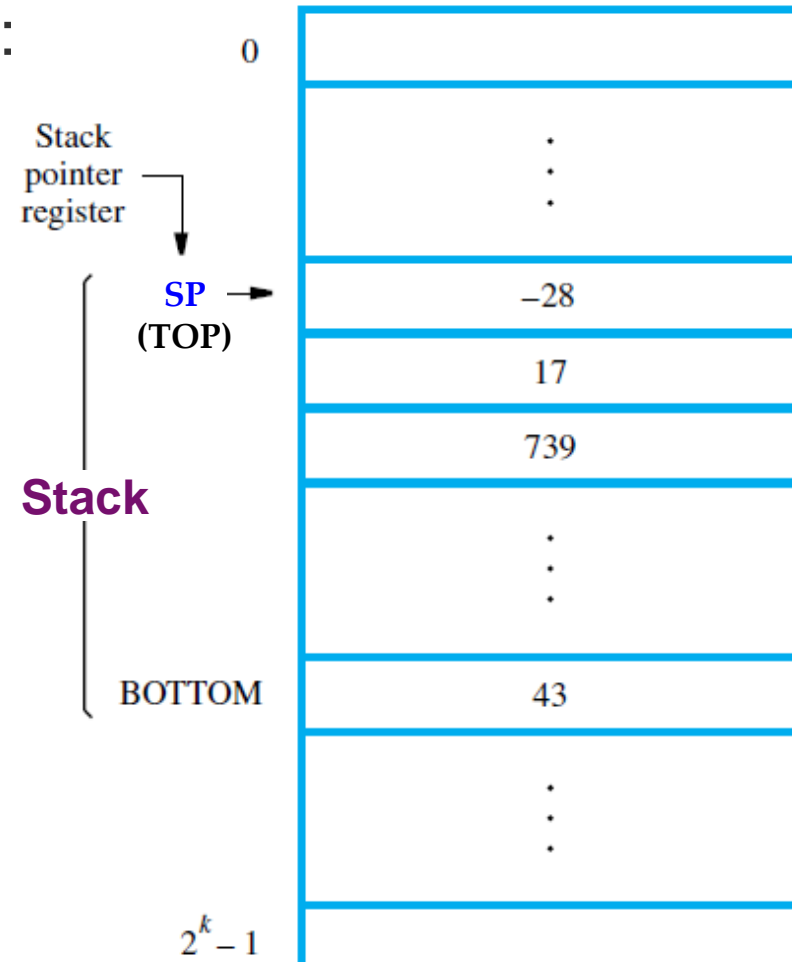 :
0
Stack
pointer
register
SP
(TOP)
−28
17
739
Stack
BOTTOM
43
2^k − 1